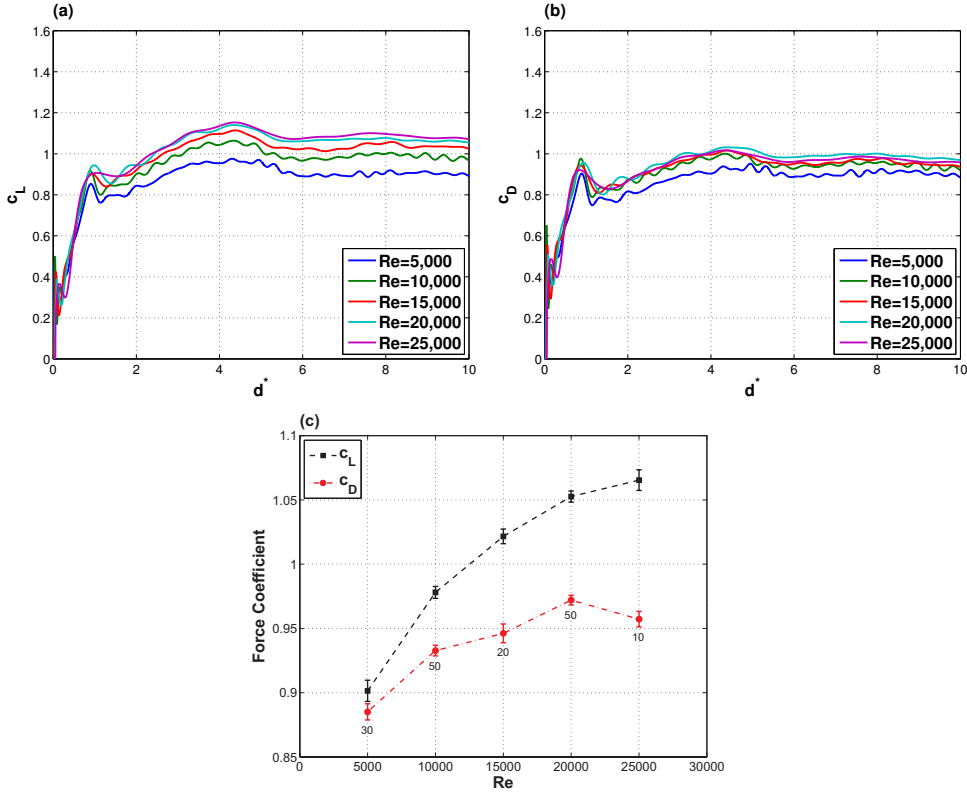 (a)
1.6
1.4
1.2
1
0.8
0.6
0.4
0.2
0
c_L
0 2 4 6 8 10
d*
Re=5,000
Re=10,000
Re=15,000
Re=20,000
Re=25,000
(b)
1.6
1.4
1.2
1
0.8
0.6
0.4
0.2
0
c_D
0 2 4 6 8 10
d*
Re=5,000
Re=10,000
Re=15,000
Re=20,000
Re=25,000
(c)
1.1
1.05
1
0.95
0.9
0.85
Force Coefficient
c_L
c_D
30
50
20
50
10
0 5000 10000 15000 20000 25000 30000
Re